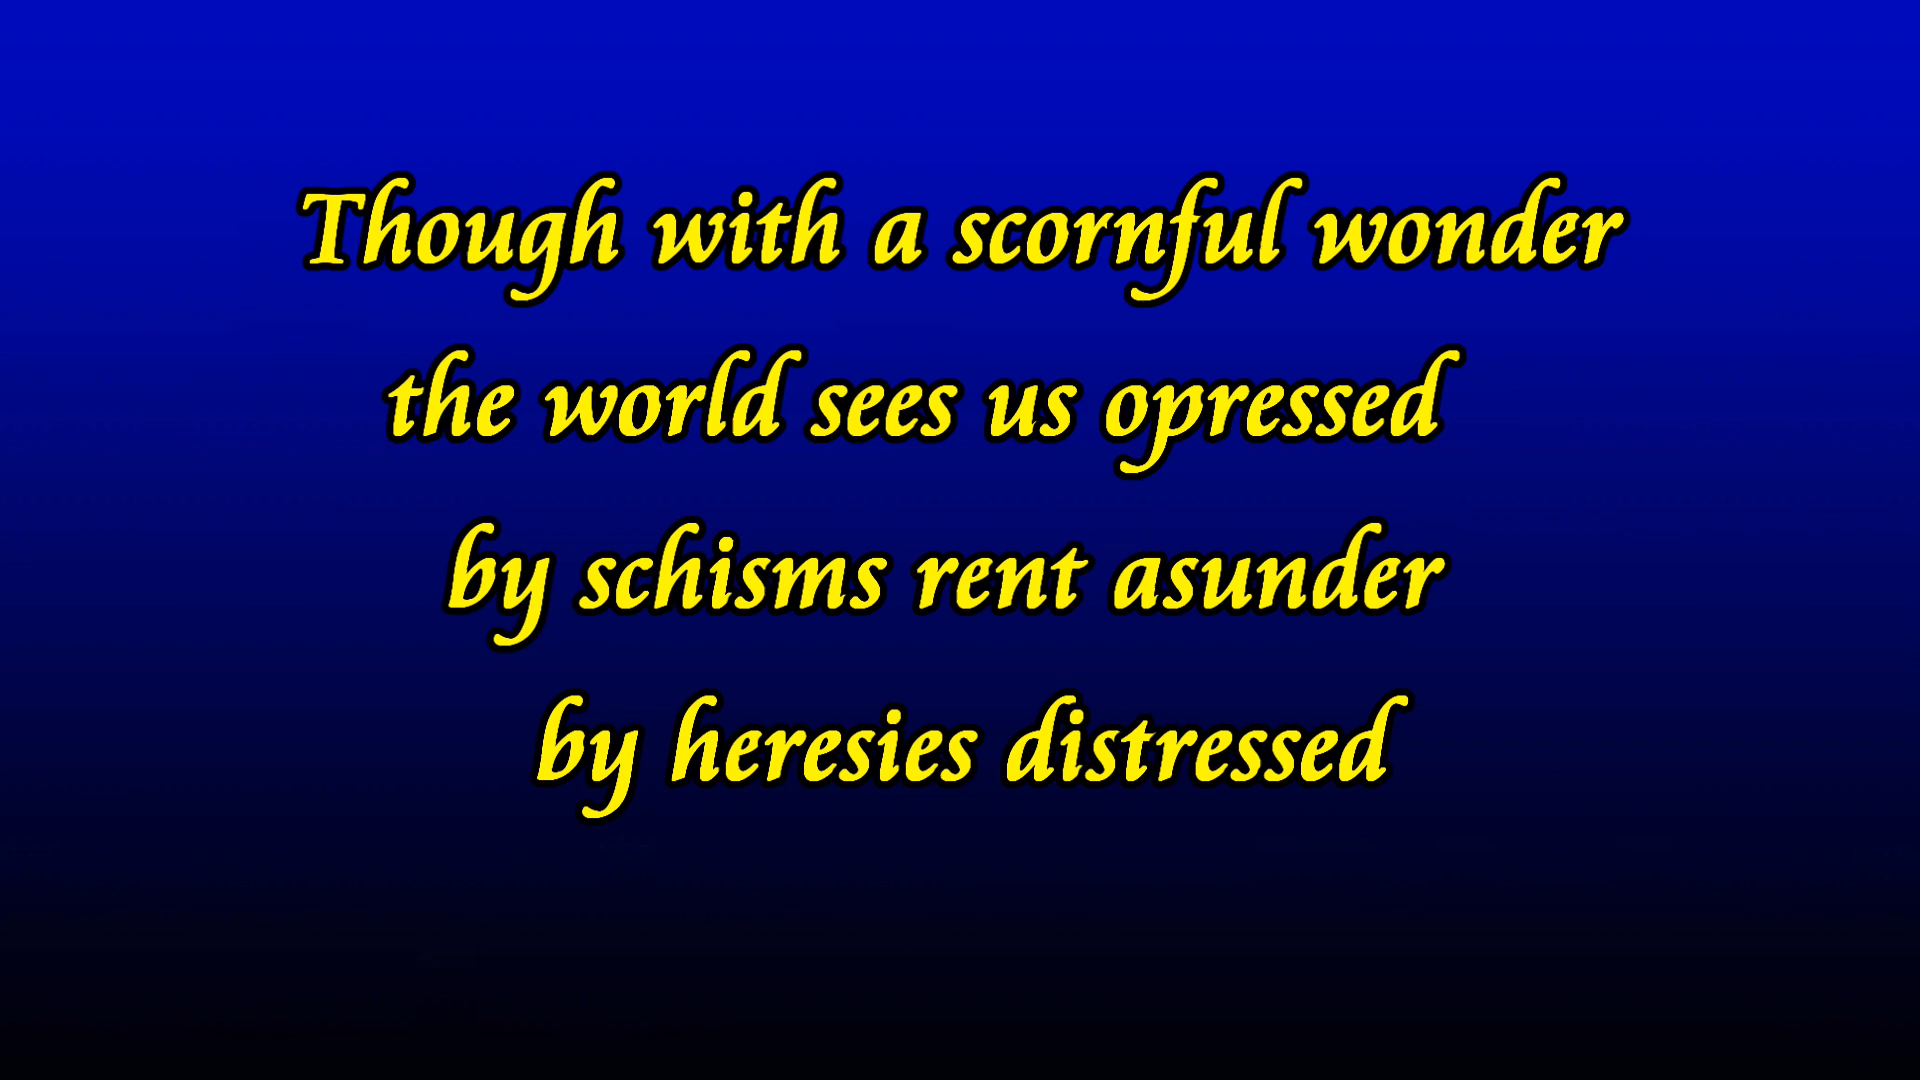 Though with a scornful wonder
the world sees us opressed
by schisms rent asunder
by heresies distressed